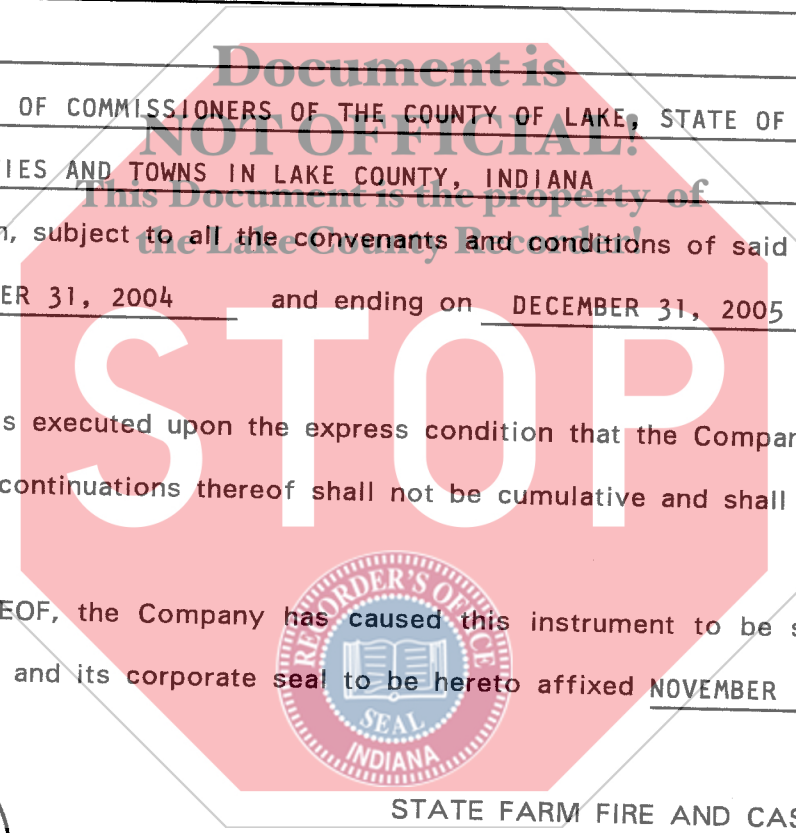 Document is
OF COMMISSIONERS OF THE COUNTY OF LAKE, STATE OF
NOT OFFICIAL!
IES AND TOWNS IN LAKE COUNTY, INDIANA
This Document is the property of
, subject to all the convenants and conditions of said
the Lake County Recorder!
ER 31, 2004 and ending on DECEMBER 31, 2005
STOP
s executed upon the express condition that the Compan
continuations thereof shall not be cumulative and shall
RECORDER'S OFFICE
EOF, the Company has caused this instrument to be s
and its corporate seal to be hereto affixed NOVEMBER
SEAL
INDIANA
STATE FARM FIRE AND CAS